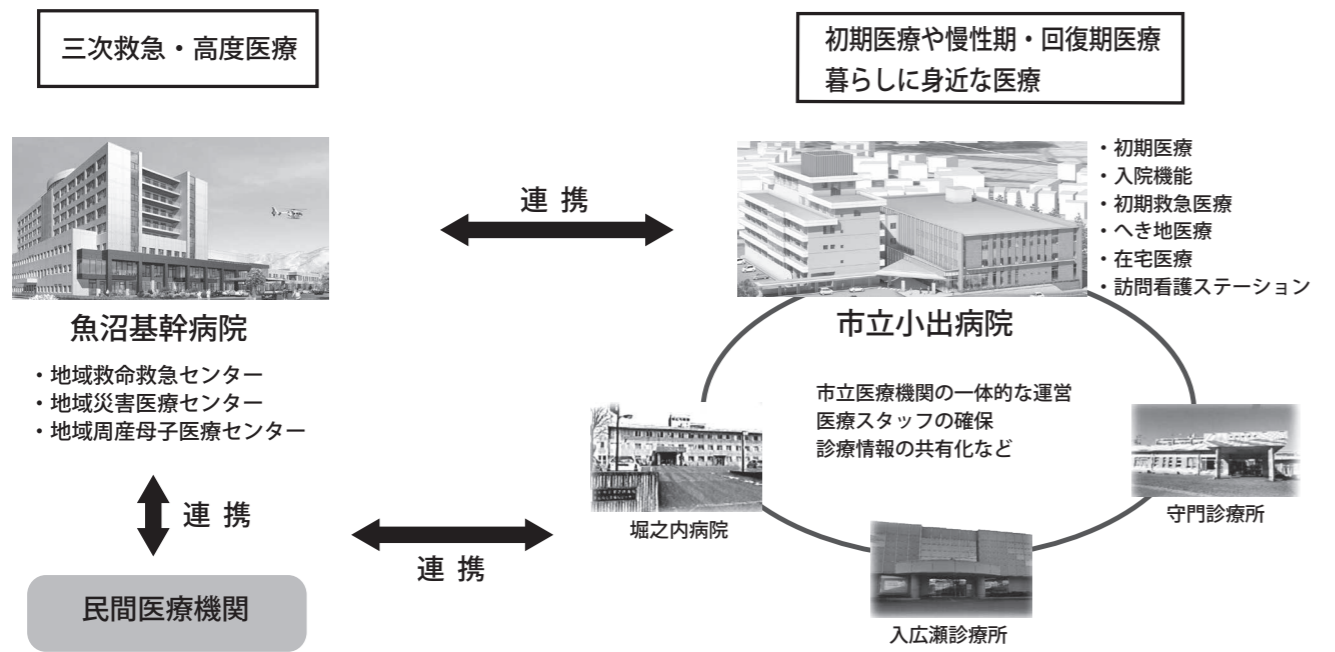 三次救急・高度医療
初期医療や慢性期・回復期医療
暮らしに身近な医療
連携
・初期医療
・入院機能
・初期救急医療
・へき地医療
・在宅医療
・訪問看護ステーション
魚沼基幹病院
・地域救命救急センター
・地域災害医療センター
・地域周産母子医療センター
市立小出病院
市立医療機関の一体的な運営
医療スタッフの確保
診療情報の共有化など
堀之内病院
守門診療所
入広瀬診療所
連携
連携
民間医療機関